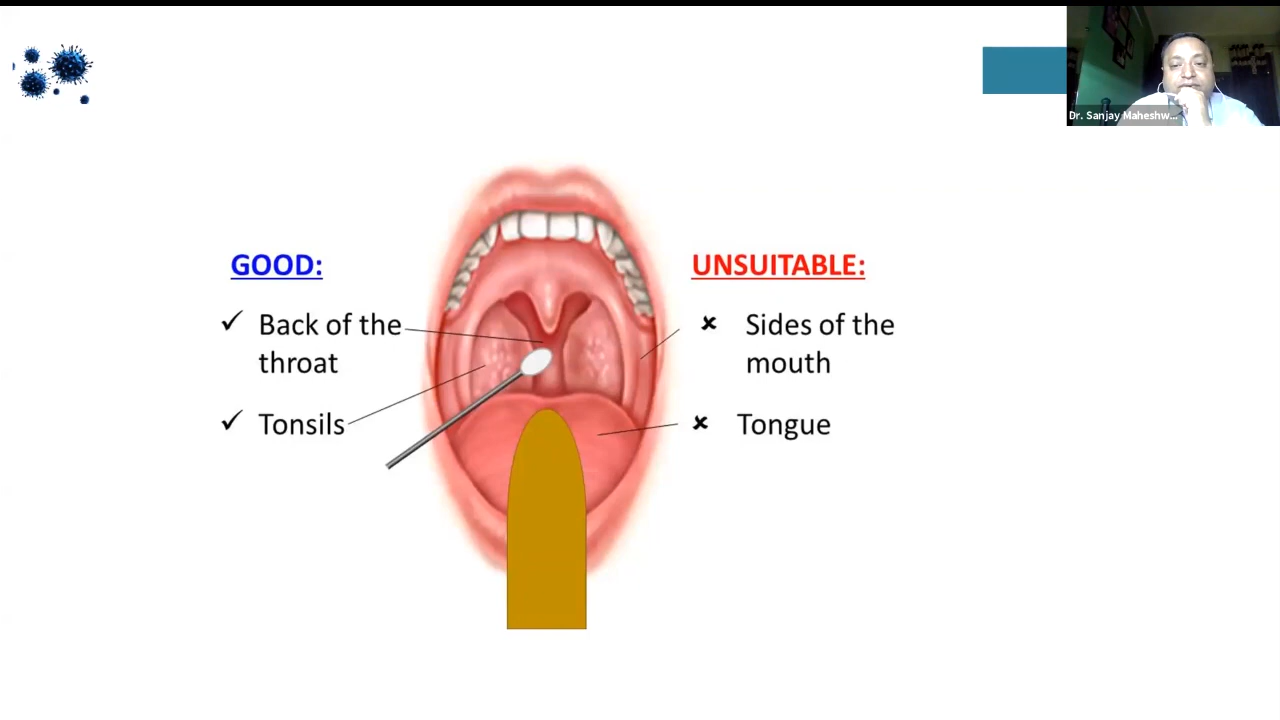 Dr. Sanjay Maheshw...
GOOD:
✓ Back of the
throat
✓ Tonsils
UNSUITABLE:
✘ Sides of the
mouth
✘ Tongue